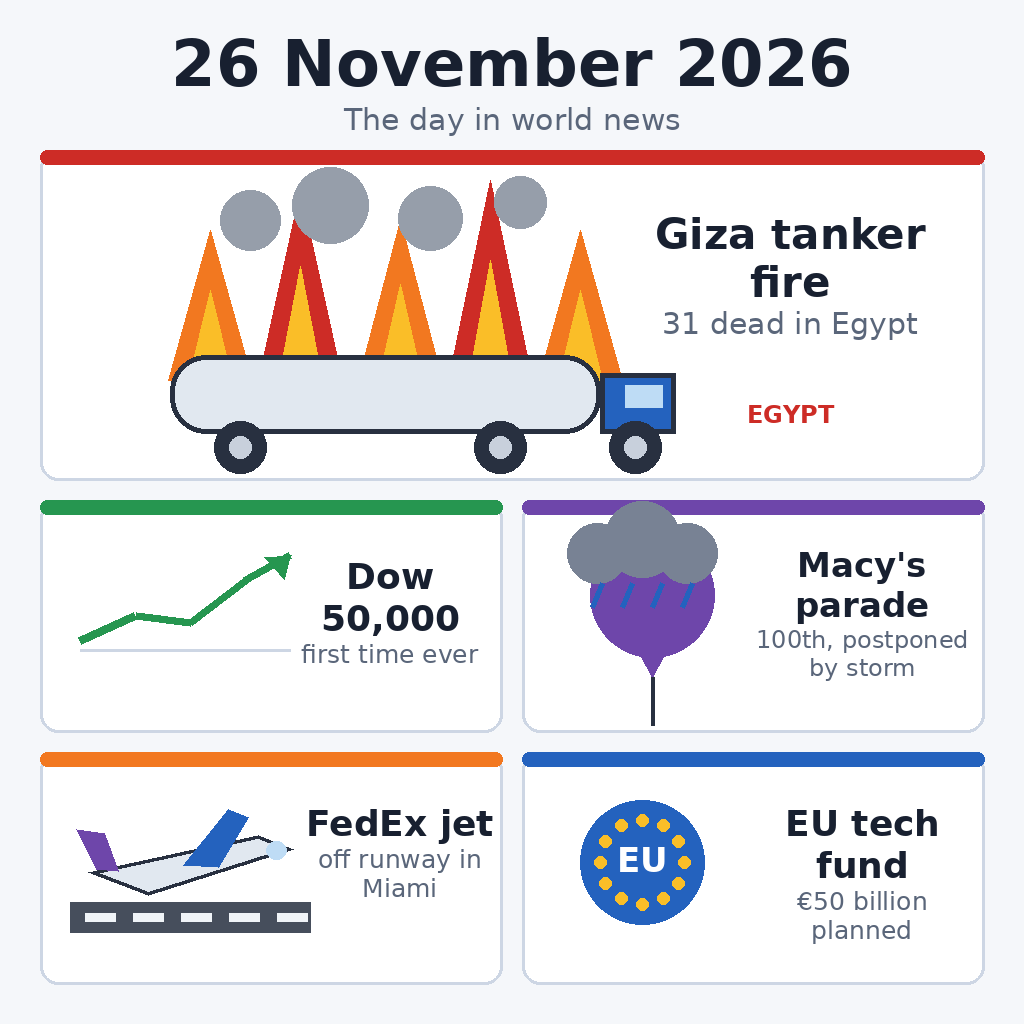 26 November 2026
The day in world news
Giza tanker
fire
31 dead in Egypt
EGYPT
Dow
50,000
first time ever
Macy's
parade
100th, postponed
by storm
FedEx jet
off runway in
Miami
EU
EU tech
fund
€50 billion
planned